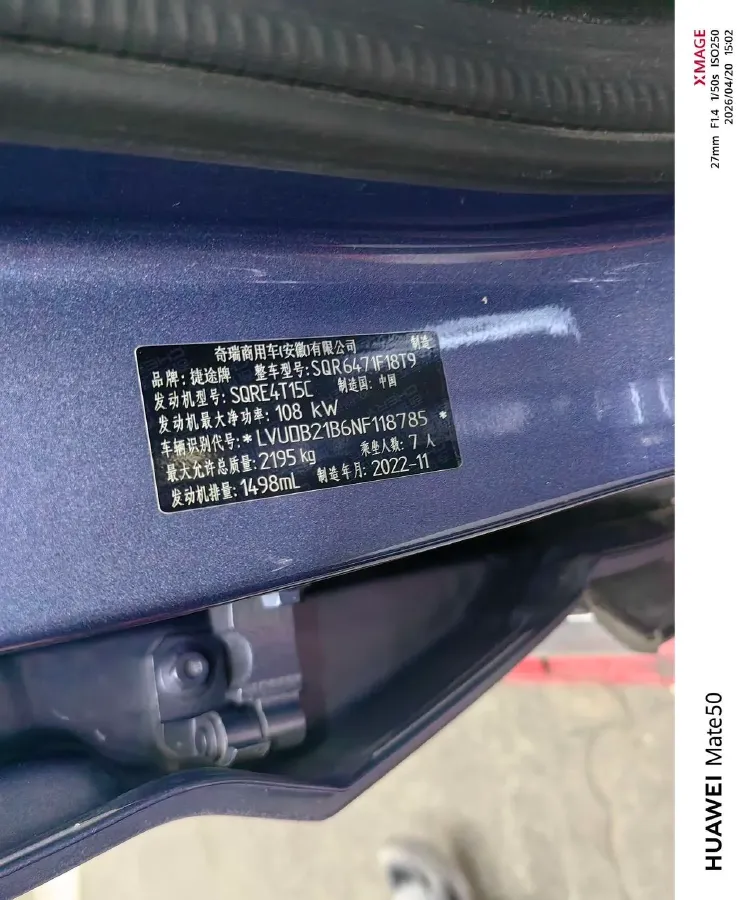 奇瑞商用车(安徽)有限公司 制造
品牌:捷途牌 整车型号:SQR6471F18T9
发动机型号:SQRE4T15C 制造国:中国
发动机最大净功率:108 kW
车辆识别代号:*LVUDB21B6NF118785*
最大允许总质量:2195 kg 乘坐人数:7 人
发动机排量:1498mL 制造年月:2022-11
XMAGE
27mm F1.4 1/50s ISO250
2026/04/20 15:02
HUAWEI Mate50